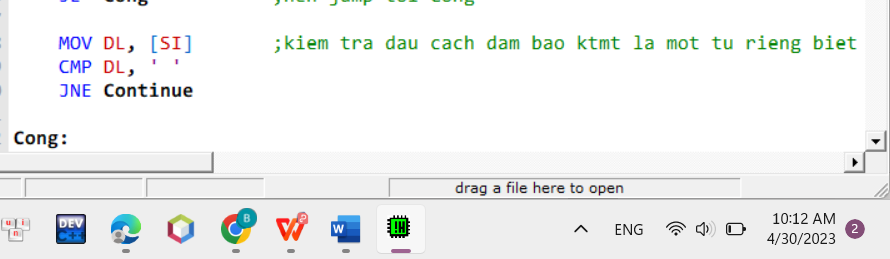 MOV DL, [SI] ;kiem tra dau cach dam bao ktmt la mot tu rieng biet
CMP DL, ' '
JNE Continue
Cong:
drag a file here to open
DEV
B
W
ENG
10:12 AM
4/30/2023
2